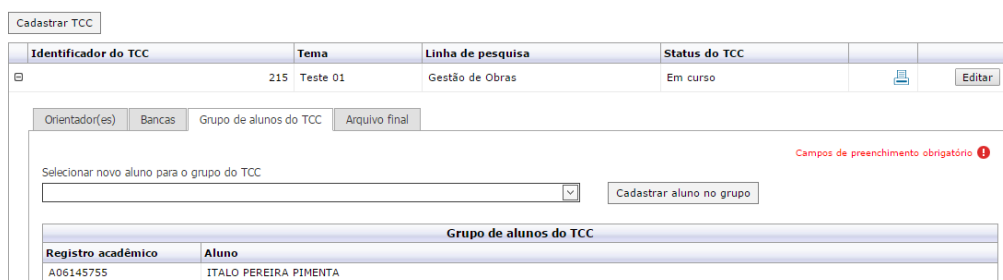 Cadastrar TCC
Identificador do TCC Tema Linha de pesquisa Status do TCC
215 Teste 01 Gestão de Obras Em curso Editar
Orientador(es) Bancas Grupo de alunos do TCC Arquivo final
Campos de preenchimento obrigatório
Selecionar novo aluno para o grupo do TCC
Cadastrar aluno no grupo
Grupo de alunos do TCC
Registro acadêmico Aluno
A06145755 ITALO PEREIRA PIMENTA